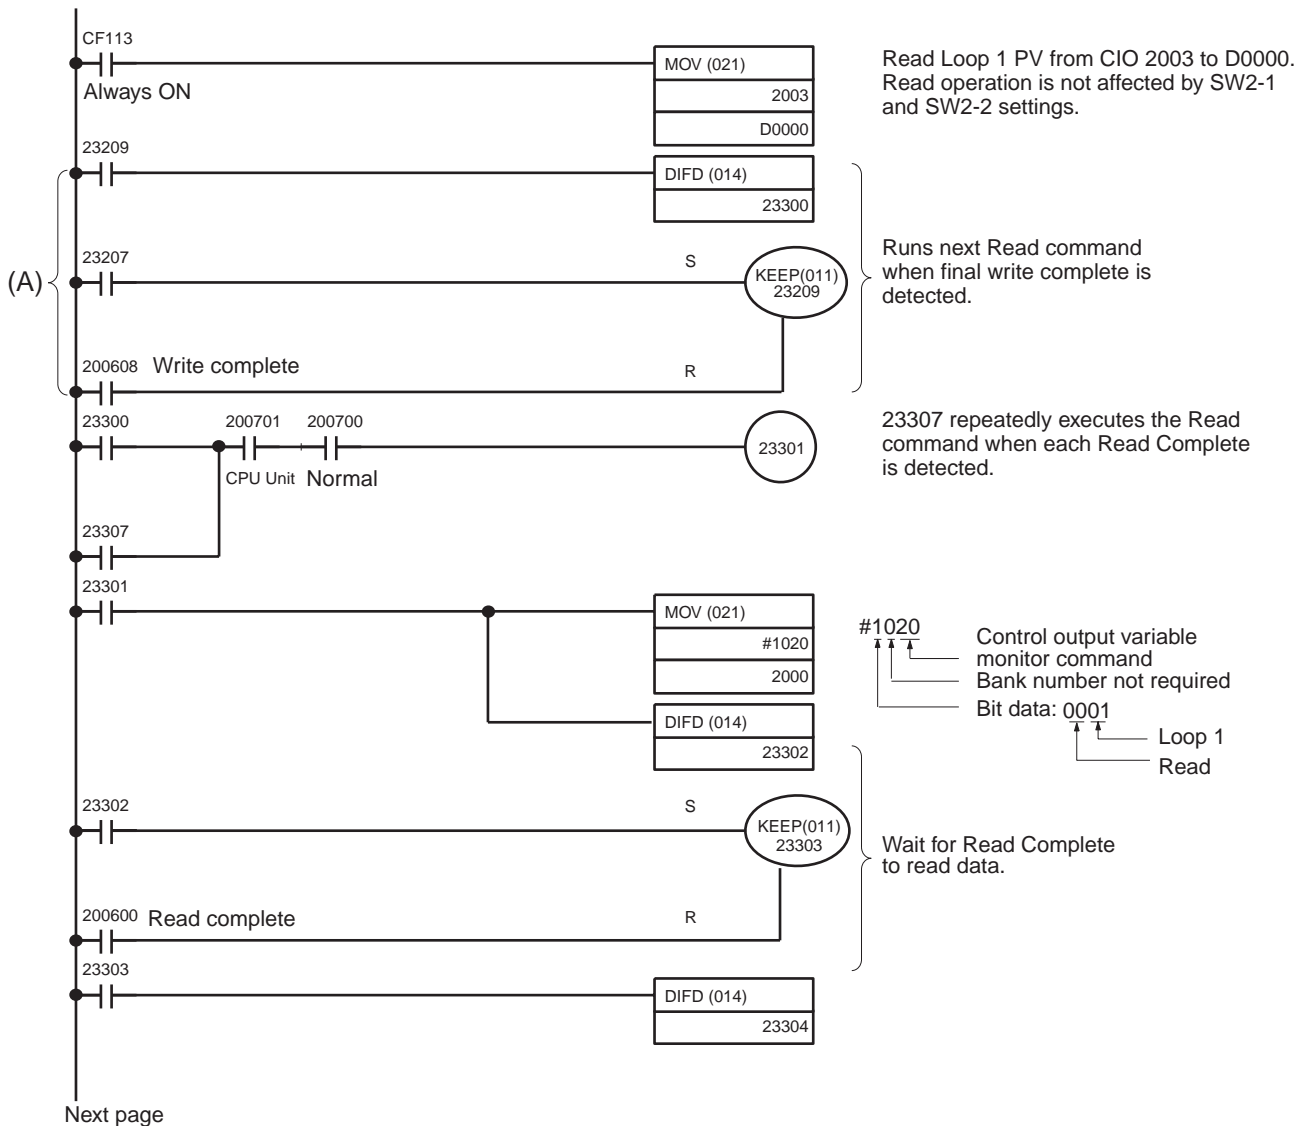 CF113
Always ON
MOV (021)
2003
D0000
Read Loop 1 PV from CIO 2003 to D0000.
Read operation is not affected by SW2-1
and SW2-2 settings.
23209
DIFD (014)
23300
(A)
23207
S
KEEP(011)
23209
Runs next Read command
when final write complete is
detected.
200608 Write complete
R
23300
200701
200700
CPU Unit
Normal
23301
23307 repeatedly executes the Read
command when each Read Complete
is detected.
23307
23301
MOV (021)
#1020
2000
DIFD (014)
23302
#1020
Control output variable
monitor command
Bank number not required
Bit data: 0001
Loop 1
Read
23302
S
KEEP(011)
23303
Wait for Read Complete
to read data.
200600 Read complete
R
23303
DIFD (014)
23304
Next page